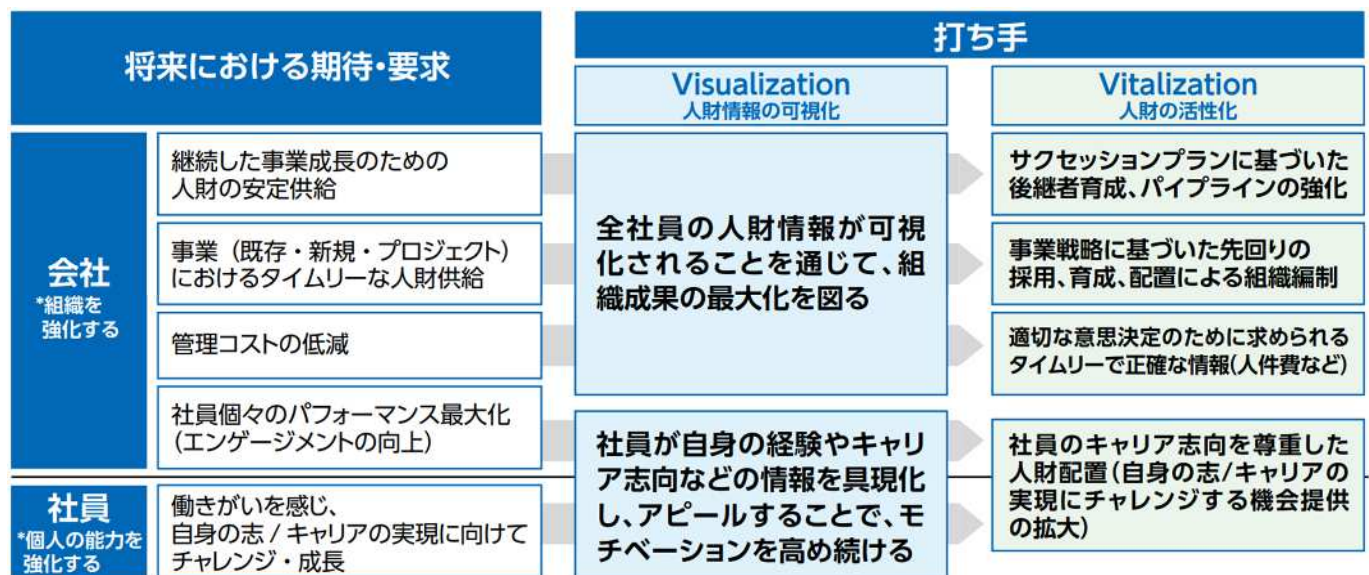 将来における期待・要求
打ち手
Visualization
人財情報の可視化
Vitalization
人財の活性化
会社
*組織を
強化する
継続した事業成長のための
人財の安定供給
事業（既存・新規・プロジェクト）
におけるタイムリーな人財供給
管理コストの低減
社員個々のパフォーマンス最大化
（エンゲージメントの向上）
全社員の人財情報が可視
化されることを通じて、組
織成果の最大化を図る
サクセッションプランに基づいた
後継者育成、パイプラインの強化
事業戦略に基づいた先回りの
採用、育成、配置による組織編制
適切な意思決定のために求められる
タイムリーで正確な情報(人件費など)
社員
*個人の能力を
強化する
働きがいを感じ、
自身の志 / キャリアの実現に向けて
チャレンジ・成長
社員が自身の経験やキャリ
ア志向などの情報を具現化
し、アピールすることで、モ
チベーションを高め続ける
社員のキャリア志向を尊重した
人財配置（自身の志/キャリアの
実現にチャレンジする機会提供
の拡大）